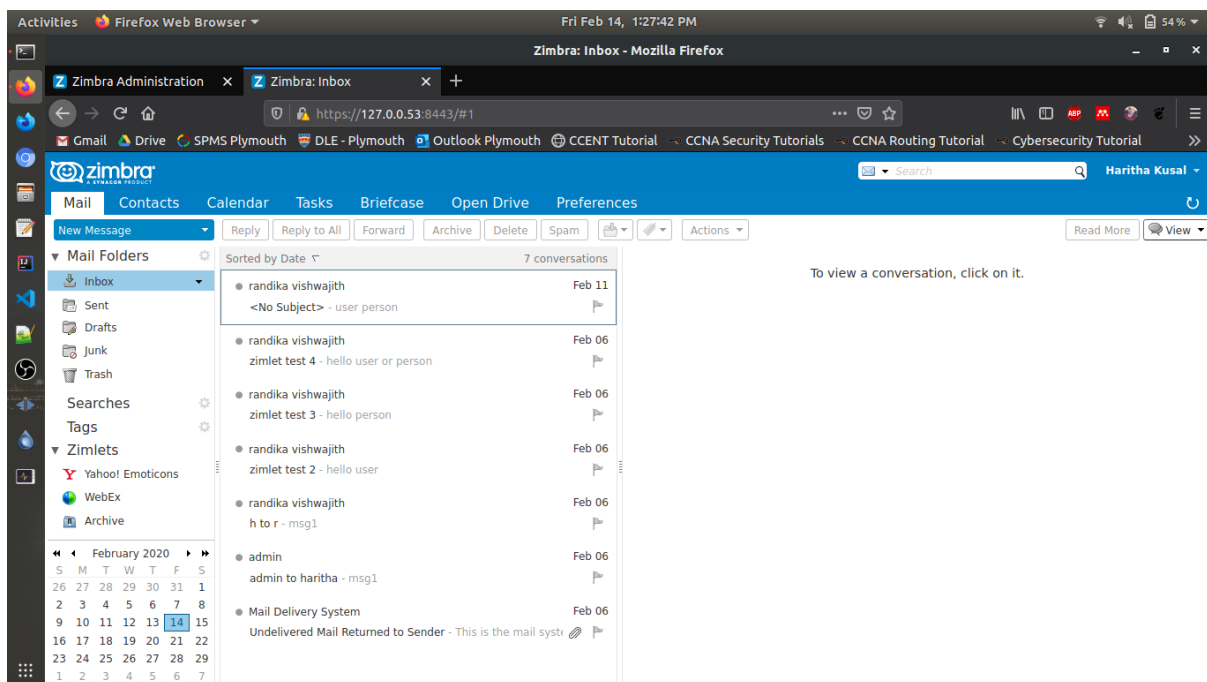 Activities Firefox Web Browser Fri Feb 14, 1:27:42 PM 54 %
Zimbra: Inbox - Mozilla Firefox
Zimbra Administration Zimbra: Inbox
https://127.0.0.53:8443/#1 ABP
Gmail Drive SPMS Plymouth DLE - Plymouth Outlook Plymouth CCENT Tutorial CCNA Security Tutorials CCNA Routing Tutorial Cybersecurity Tutorial
zimbra Search Haritha Kusal
A SYNACOR PRODUCT
Mail Contacts Calendar Tasks Briefcase Open Drive Preferences
New Message Reply Reply to All Forward Archive Delete Spam Actions Read More View
Mail Folders
Inbox
Sent
Drafts
Junk
Trash
Searches
Tags
Zimlets
Yahoo! Emoticons
WebEx
Archive
February 2020
S M T W T F S
26 27 28 29 30 31 1
2 3 4 5 6 7 8
9 10 11 12 13 14 15
16 17 18 19 20 21 22
23 24 25 26 27 28 29
1 2 3 4 5 6 7
Sorted by Date 7 conversations
randika vishwajith Feb 11
<No Subject> - user person
randika vishwajith Feb 06
zimlet test 4 - hello user or person
randika vishwajith Feb 06
zimlet test 3 - hello person
randika vishwajith Feb 06
zimlet test 2 - hello user
randika vishwajith Feb 06
h to r - msg1
admin Feb 06
admin to haritha - msg1
Mail Delivery System Feb 06
Undelivered Mail Returned to Sender - This is the mail syst
To view a conversation, click on it.